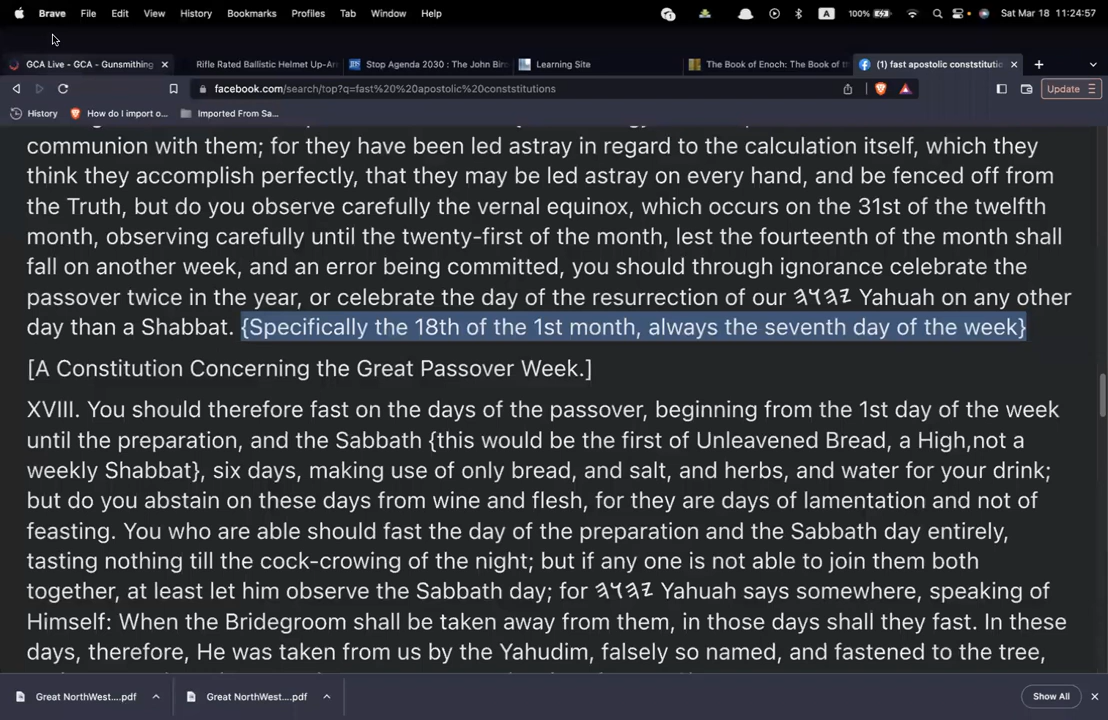 Brave File Edit View History Bookmarks Profiles Tab Window Help 100% A Sat Mar 18 11:24:57
GCA Live - GCA - Gunsmithing Rifle Rated Ballistic Helmet Up-Ar Stop Agenda 2030 : The John Bir Learning Site The Book of Enoch: The Book of th (1) fast apostolic constitutio
facebook.com/search/top?q=fast%20%20apostolic%20conststitutions Update
History How do I import o... Imported From Sa...
communion with them; for they have been led astray in regard to the calculation itself, which they
think they accomplish perfectly, that they may be led astray on every hand, and be fenced off from
the Truth, but do you observe carefully the vernal equinox, which occurs on the 31st of the twelfth
month, observing carefully until the twenty-first of the month, lest the fourteenth of the month shall
fall on another week, and an error being committed, you should through ignorance celebrate the
passover twice in the year, or celebrate the day of the resurrection of our 𐤉𐤄𐤅𐤄 Yahuah on any other
day than a Shabbat. {Specifically the 18th of the 1st month, always the seventh day of the week}
[A Constitution Concerning the Great Passover Week.]
XVIII. You should therefore fast on the days of the passover, beginning from the 1st day of the week
until the preparation, and the Sabbath {this would be the first of Unleavened Bread, a High,not a
weekly Shabbat}, six days, making use of only bread, and salt, and herbs, and water for your drink;
but do you abstain on these days from wine and flesh, for they are days of lamentation and not of
feasting. You who are able should fast the day of the preparation and the Sabbath day entirely,
tasting nothing till the cock-crowing of the night; but if any one is not able to join them both
together, at least let him observe the Sabbath day; for 𐤉𐤄𐤅𐤄 Yahuah says somewhere, speaking of
Himself: When the Bridegroom shall be taken away from them, in those days shall they fast. In these
days, therefore, He was taken from us by the Yahudim, falsely so named, and fastened to the tree,
Great NorthWest....pdf Great NorthWest....pdf Show All